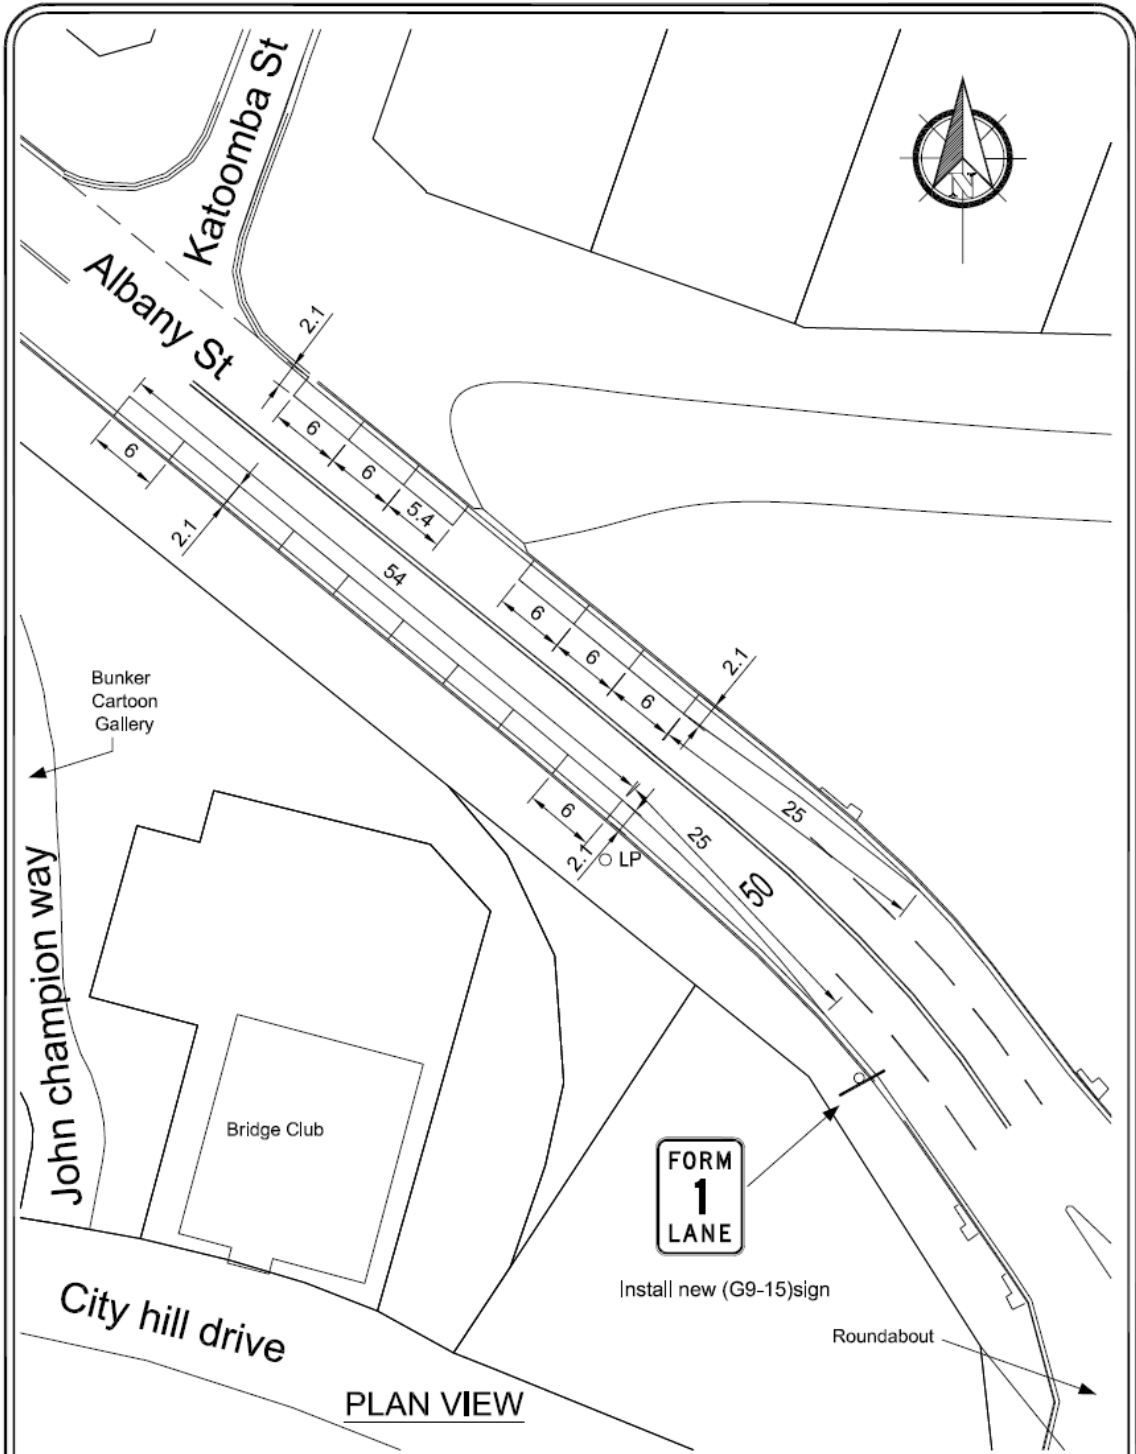 Katoomba St
N
Albany St
2.1
6
6
6
5.4
2.1
54
6
6
2.1
6
Bunker
Cartoon
Gallery
25
6
25
2.1
LP
50
John champion way
Bridge Club
FORM
1
LANE
Install new (G9-15)sign
City hill drive
Roundabout
PLAN VIEW